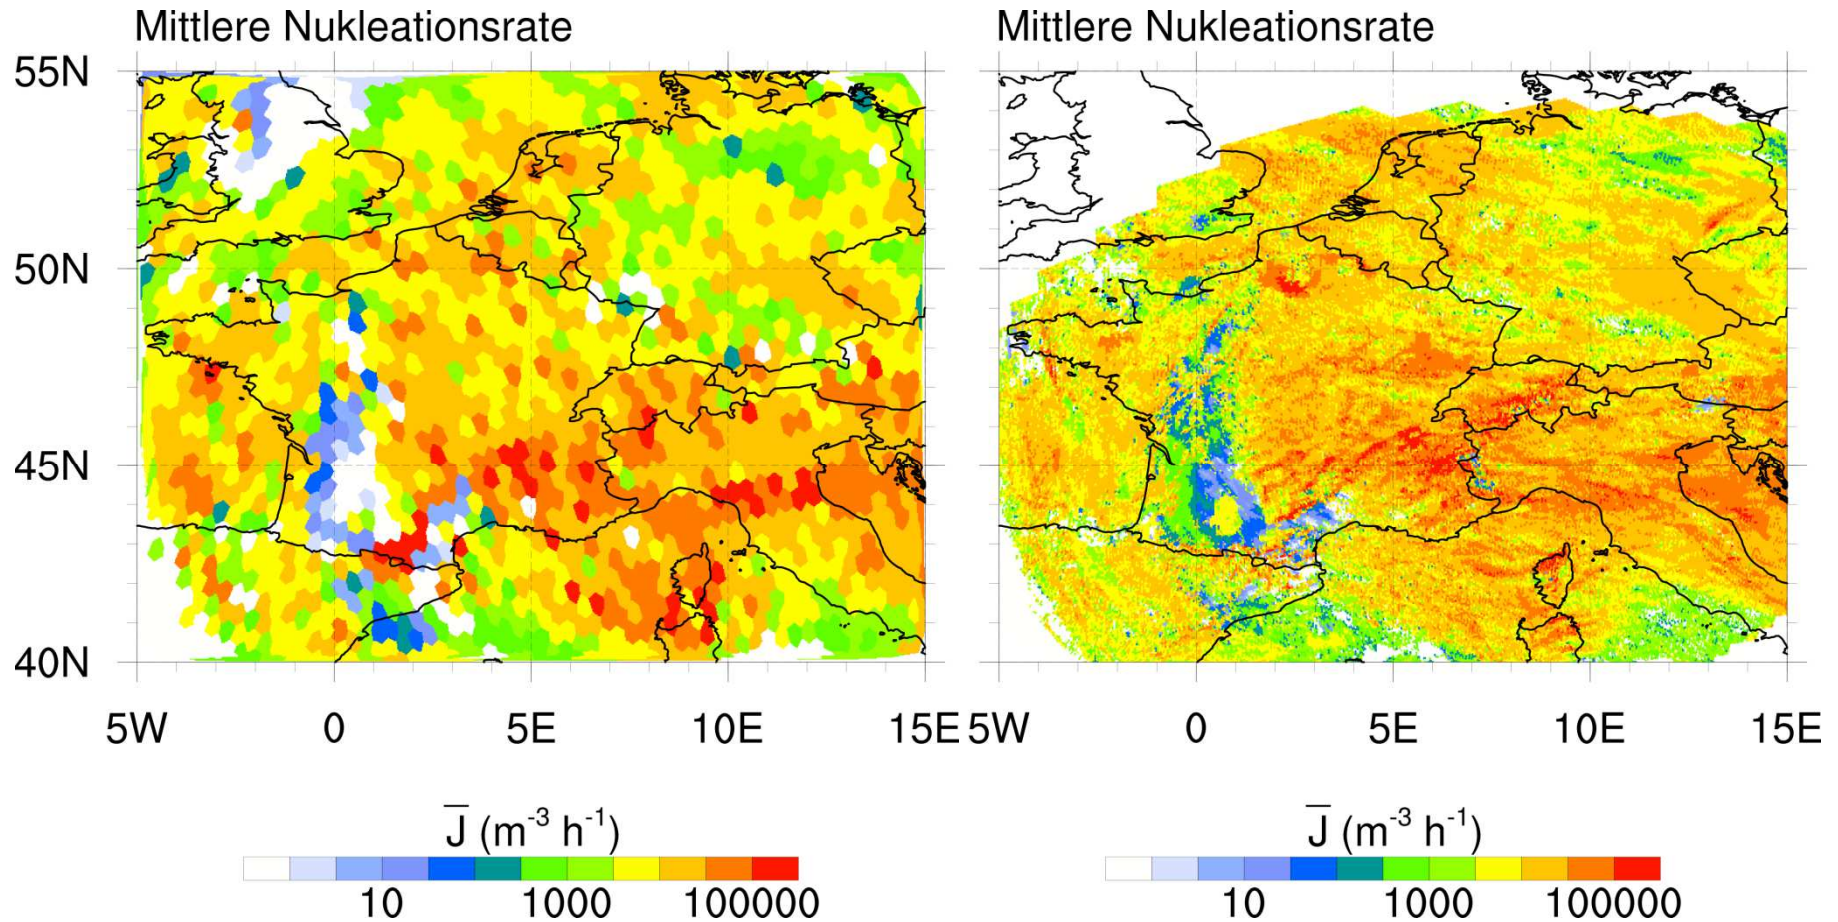 Mittlere Nukleationsrate
Mittlere Nukleationsrate
55N
50N
45N
40N
5W 0 5E 10E 15E
5W 0 5E 10E 15E
J̅ (m⁻³ h⁻¹)
J̅ (m⁻³ h⁻¹)
10 1000 100000
10 1000 100000